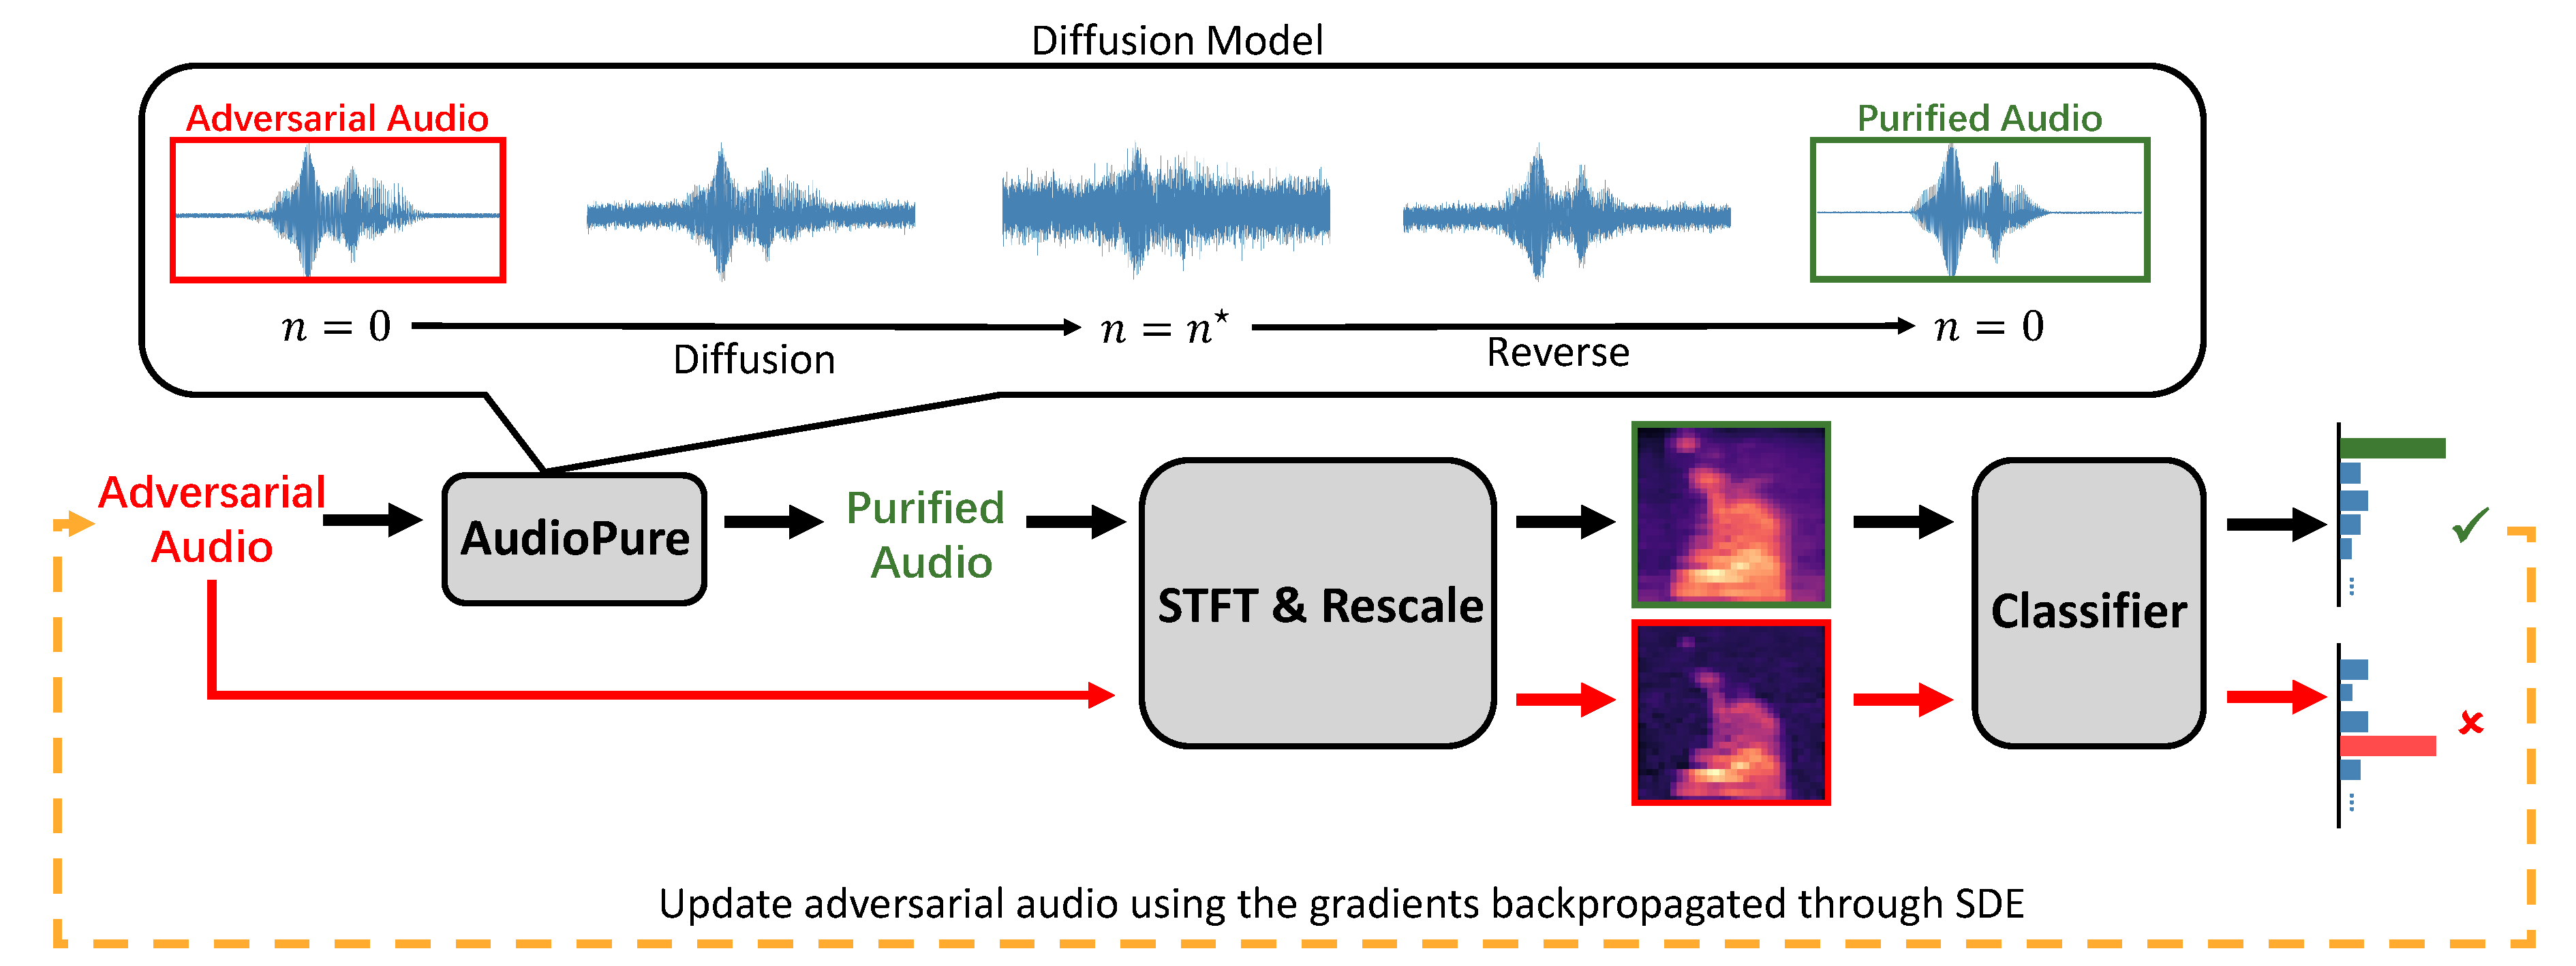 Diffusion Model
Adversarial Audio
Purified Audio
n = 0
n = n*
n = 0
Diffusion
Reverse
Adversarial
Audio
AudioPure
Purified
Audio
STFT & Rescale
Classifier
Update adversarial audio using the gradients backpropagated through SDE